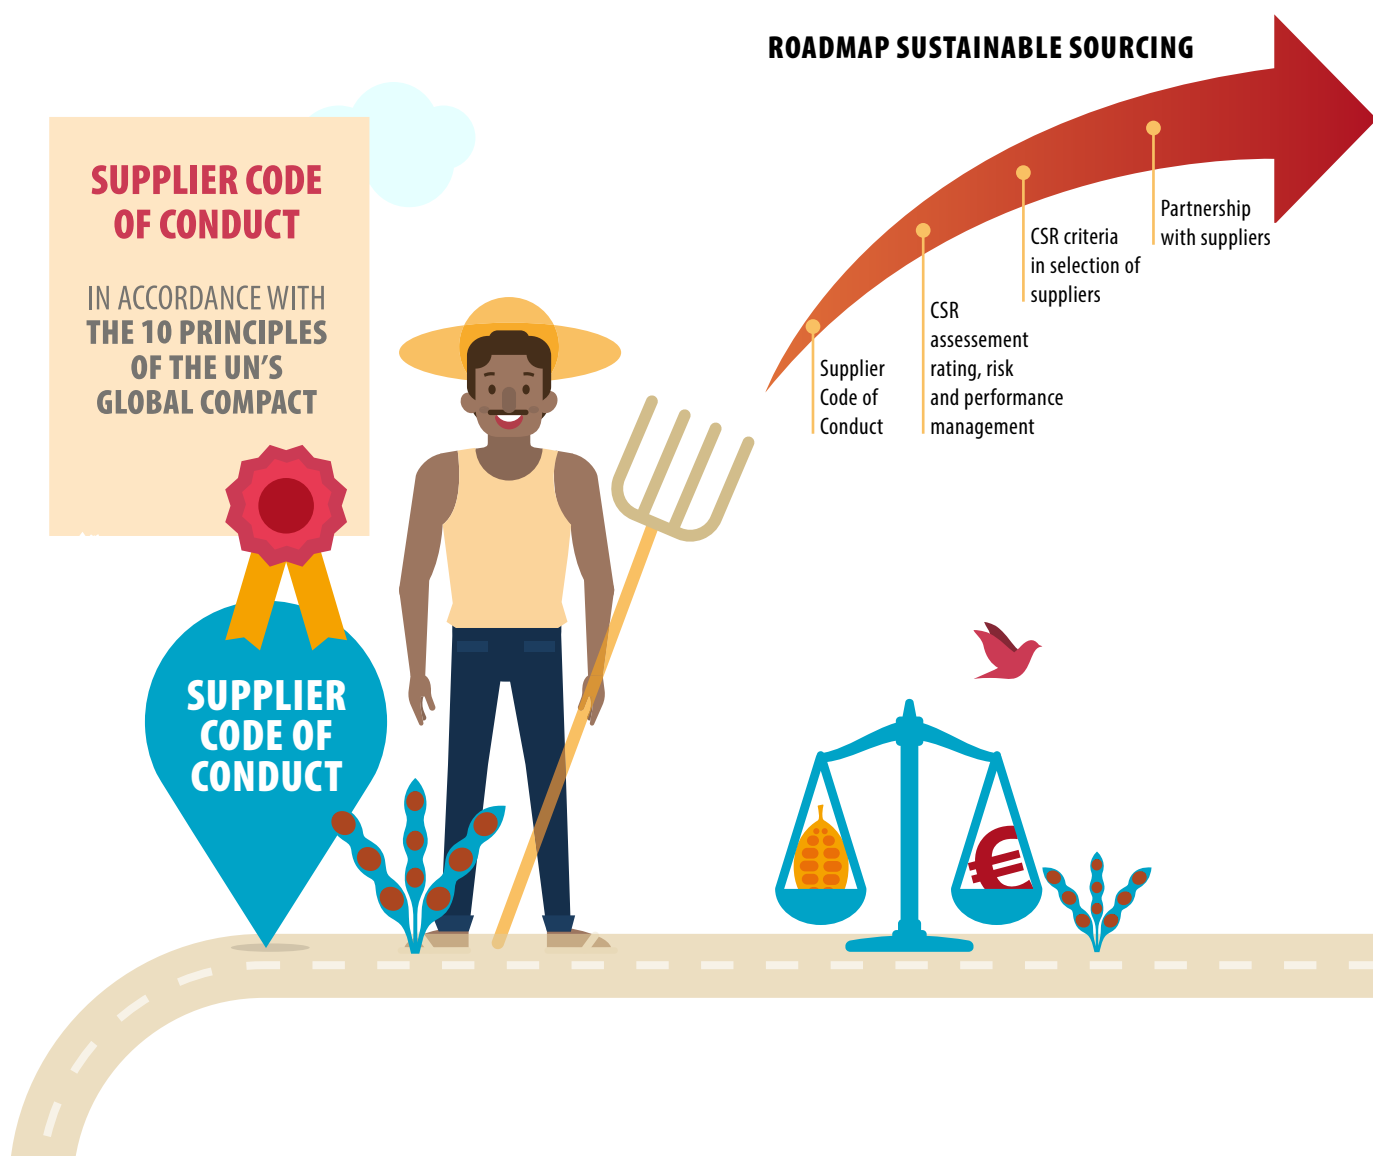 ROADMAP SUSTAINABLE SOURCING
SUPPLIER CODE
OF CONDUCT
IN ACCORDANCE WITH
THE 10 PRINCIPLES
OF THE UN'S
GLOBAL COMPACT
Supplier
Code of
Conduct
CSR
assessement
rating, risk
and performance
management
CSR criteria
in selection of
suppliers
Partnership
with suppliers
SUPPLIER
CODE OF
CONDUCT
€